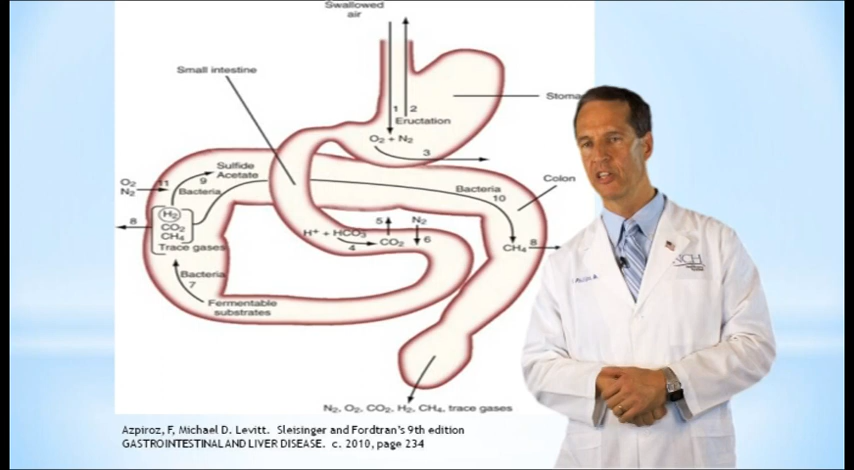 Swallowed
air
Small intestine
Stoma
1
2
Eructation
O₂ + N₂
3
Sulfide
Acetate
9
Bacteria
O₂
N₂
11
H₂
CO₂
CH₄
Trace gases
8
Bacteria
10
Colon
5
N₂
H⁺ + HCO₃
4
CO₂
6
CH₄
8
Bacteria
7
Fermentable
substrates
N₂, O₂, CO₂, H₂, CH₄, trace gases
NCH
Azpiroz, F, Michael D. Levitt. Sleisinger and Fordtran's 9th edition
GASTROINTESTINAL AND LIVER DISEASE. c. 2010, page 234